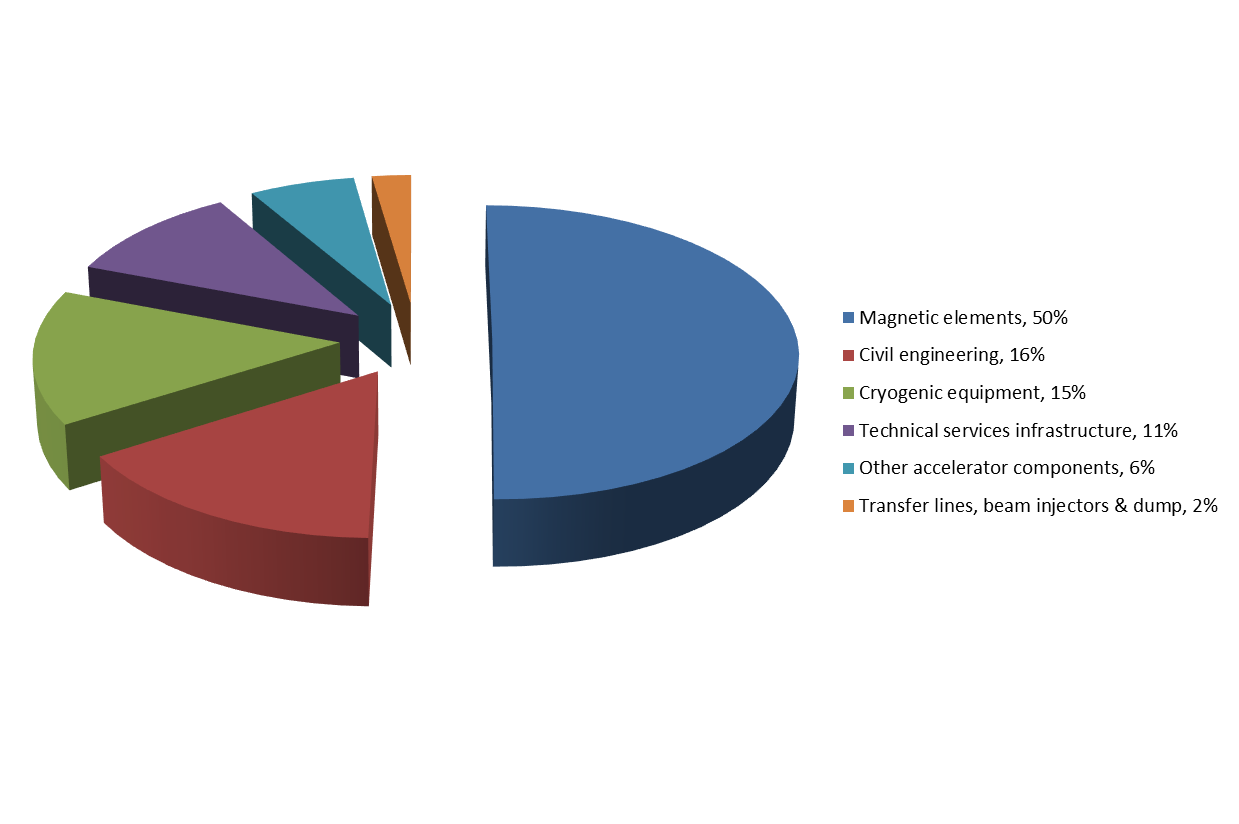 Magnetic elements, 50%
Civil engineering, 16%
Cryogenic equipment, 15%
Technical services infrastructure, 11%
Other accelerator components, 6%
Transfer lines, beam injectors & dump, 2%